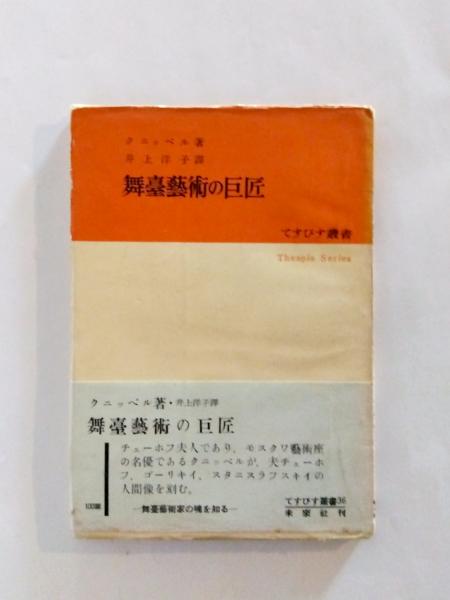 クニッペル著
井上洋子譯
舞臺藝術の巨匠
てすぴす叢書
Thespis Series
クニッペル著・井上洋子譯
舞臺藝術の巨匠
チェーホフ夫人であり、モスクワ藝術座
の名優であるクニッペルが、夫チェーホ
フ、ゴーリキイ、スタニスラフスキイの
人間像を刻む。
100圓
―舞臺藝術家の魂を知る―
てすぴす叢書36
未來社刊